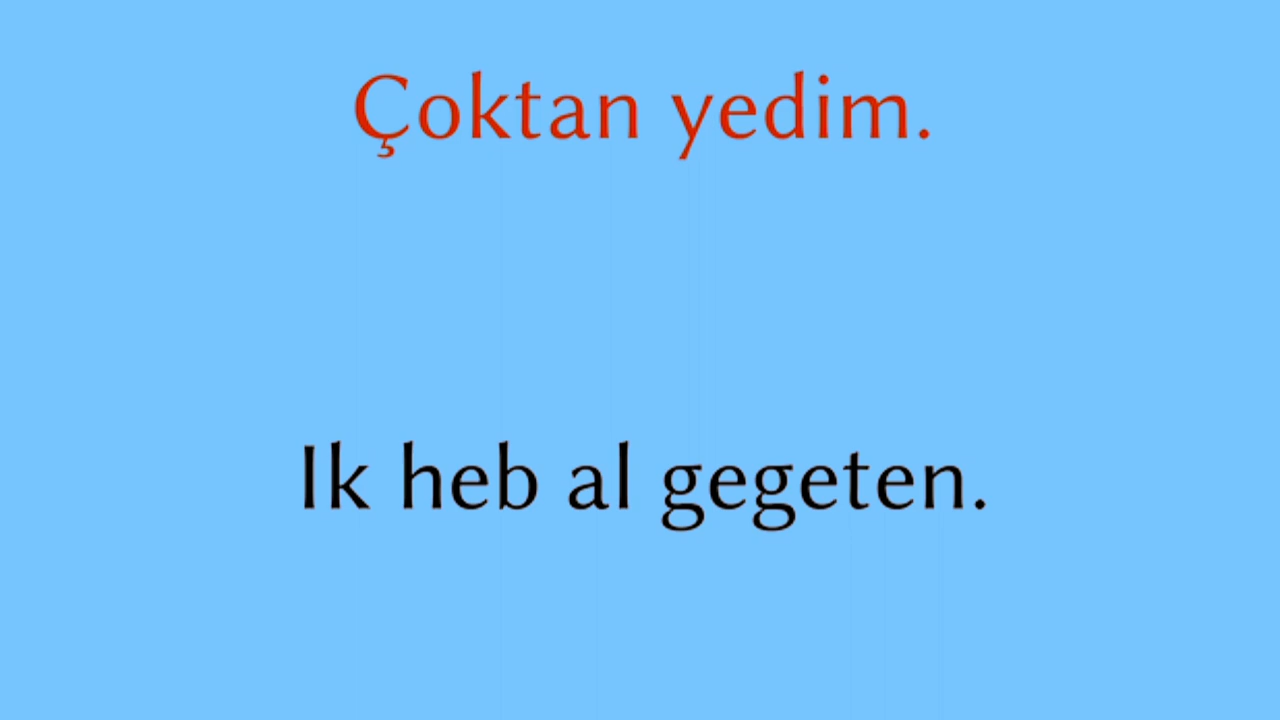 Çoktan yedim.
Ik heb al gegeten.